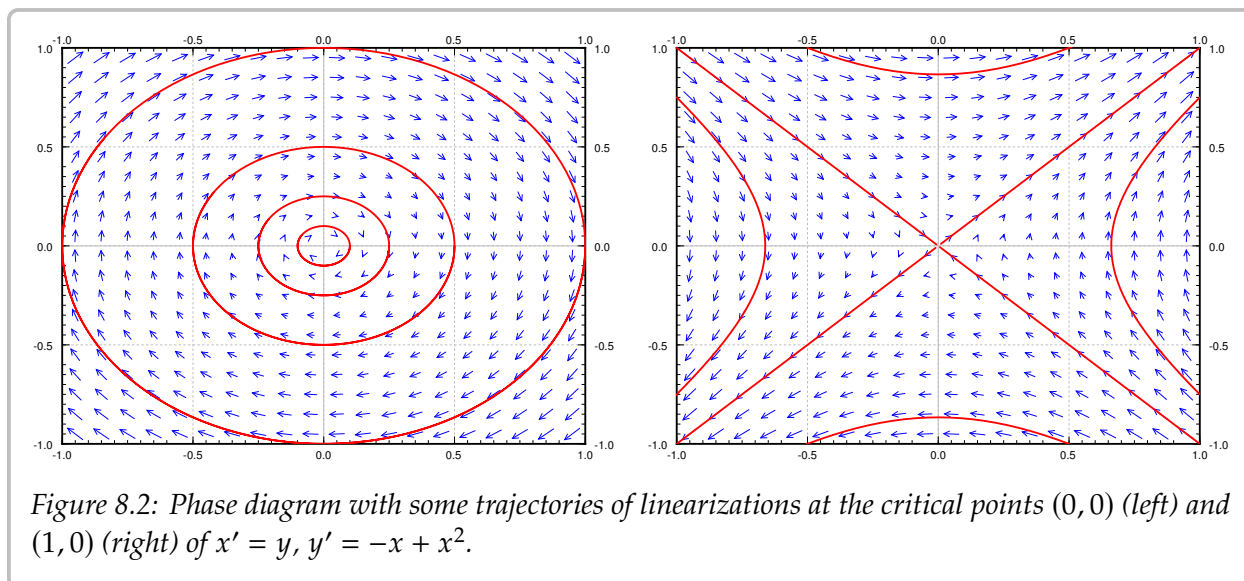 -1.0 -0.5 0.0 0.5 1.0 -1.0 -0.5 0.0 0.5 1.0
1.0 1.0 1.0 1.0
0.5 0.5 0.5 0.5
0.0 0.0 0.0 0.0
-0.5 -0.5 -0.5 -0.5
-1.0 -1.0 -1.0 -1.0
-1.0 -0.5 0.0 0.5 1.0 -1.0 -0.5 0.0 0.5 1.0
Figure 8.2: Phase diagram with some trajectories of linearizations at the critical points (0, 0) (left) and
(1, 0) (right) of x′ = y, y′ = −x + x².